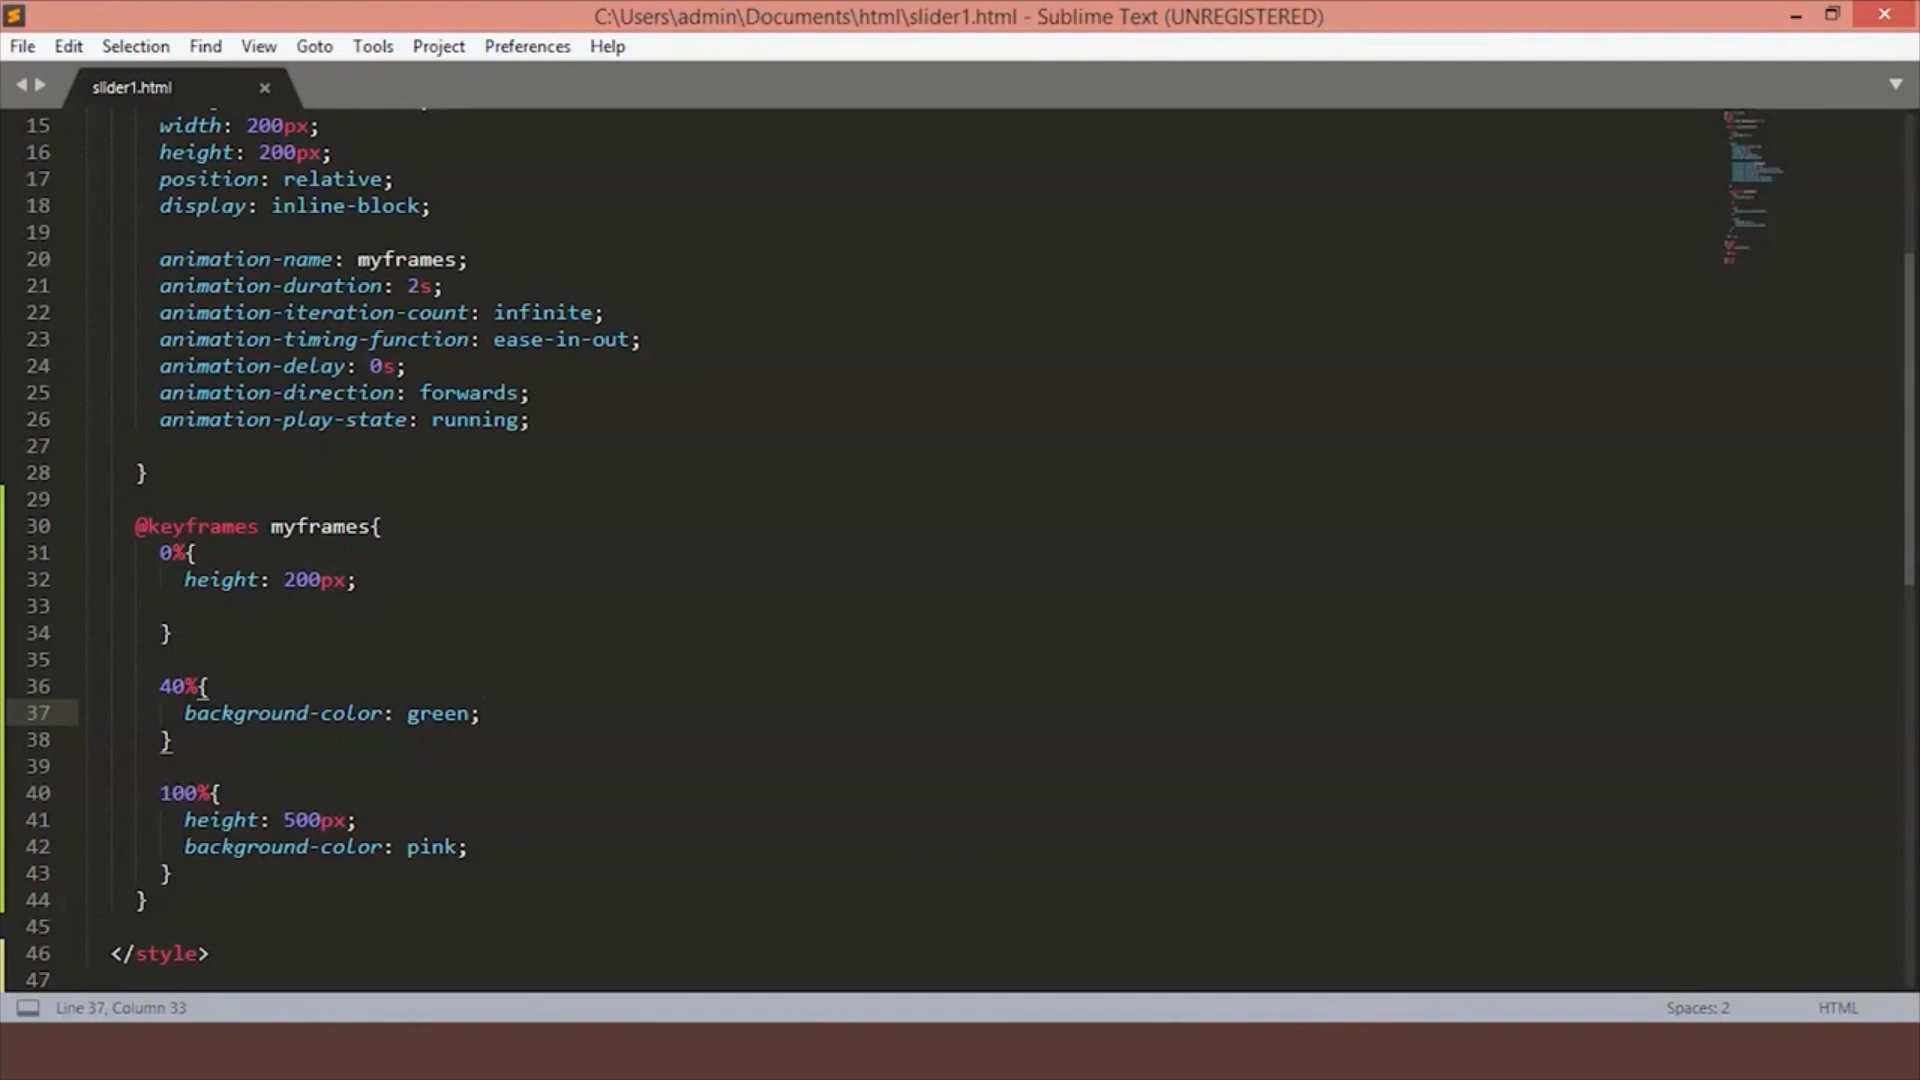 C:\Users\admin\Documents\html\slider1.html - Sublime Text (UNREGISTERED)
File Edit Selection Find View Goto Tools Project Preferences Help
slider1.html
15 width: 200px;
16 height: 200px;
17 position: relative;
18 display: inline-block;
19
20 animation-name: myframes;
21 animation-duration: 2s;
22 animation-iteration-count: infinite;
23 animation-timing-function: ease-in-out;
24 animation-delay: 0s;
25 animation-direction: forwards;
26 animation-play-state: running;
27
28 }
29
30 @keyframes myframes{
31 0%{
32 height: 200px;
33
34 }
35
36 40%{
37 background-color: green;
38 }
39
40 100%{
41 height: 500px;
42 background-color: pink;
43 }
44 }
45
46 </style>
47
Line 37, Column 33 Spaces: 2 HTML